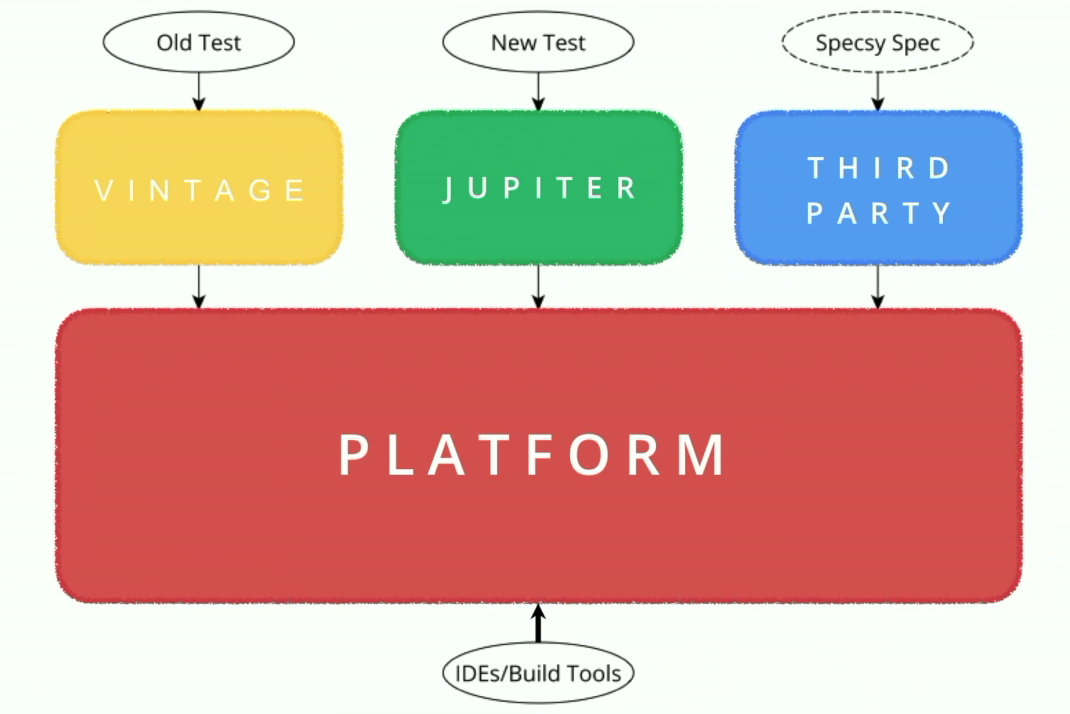 Old Test
New Test
Specsy Spec
VINTAGE
JUPITER
THIRD
PARTY
PLATFORM
IDEs/Build Tools